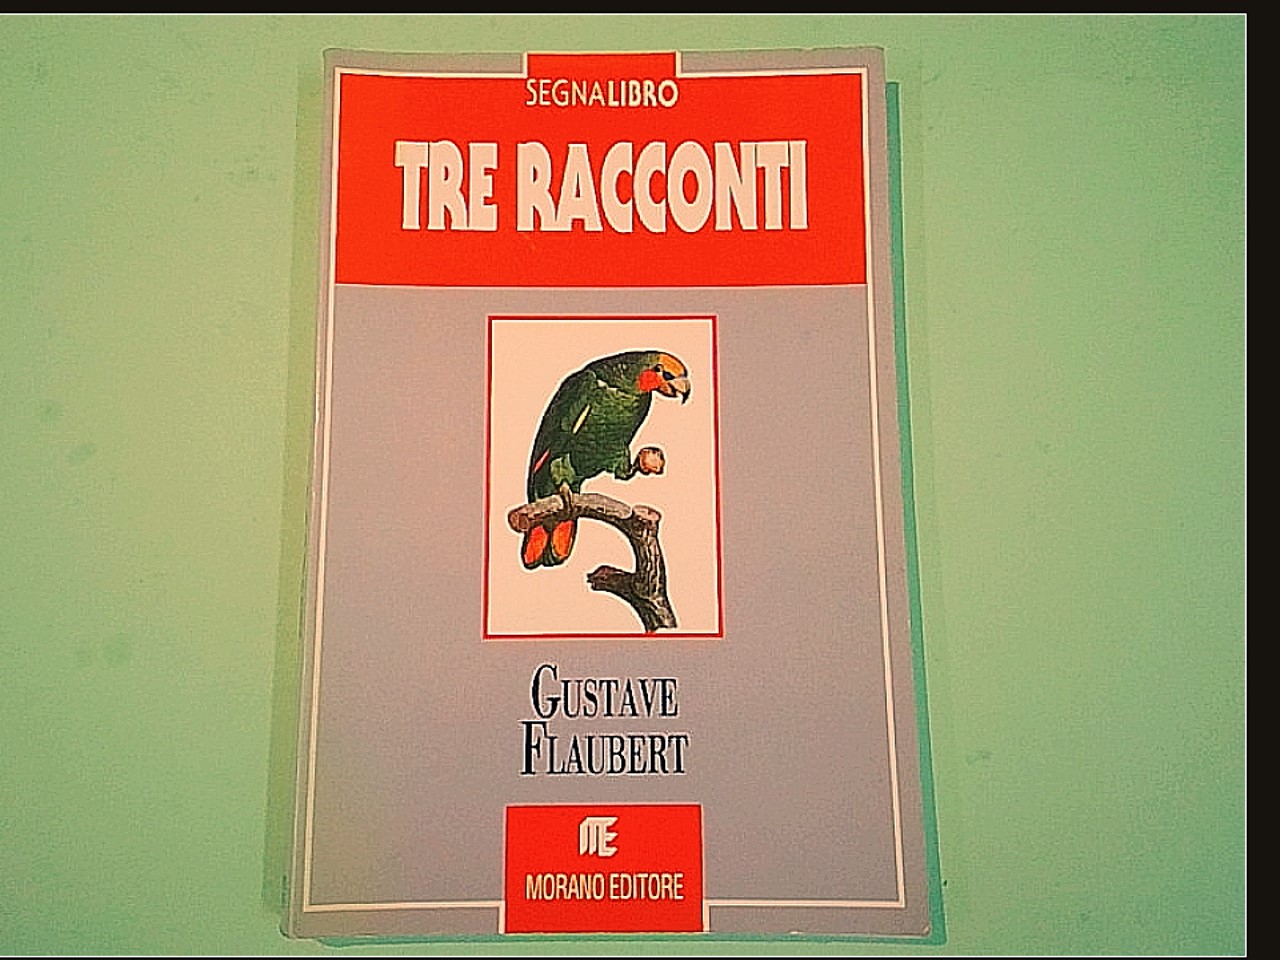 SEGNALIBRO
TRE RACCONTI
GUSTAVE
FLAUBERT
ME
MORANO EDITORE